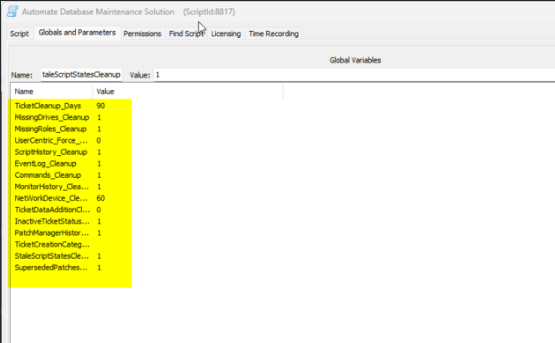 Automate Database Maintenance Solution (ScriptId:8817)
Script Globals and Parameters Permissions Find Script Licensing Time Recording
Global Variables
Name: taleScriptStatesCleanup Value: 1
Name Value
TicketCleanup_Days 90
MissingDrives_Cleanup 1
MissingRoles_Cleanup 1
UserCentric_Force_... 0
ScriptHistory_Cleanup 1
EventLog_Cleanup 1
Commands_Cleanup 1
MonitorHistory_Clea... 1
NetWorkDevice_Cle... 60
TicketDataAdditionCl... 0
InactiveTicketStatus... 1
PatchManagerHistor... 1
TicketCreationCateg...
StaleScriptStatesCle... 1
SupersededPatches... 1